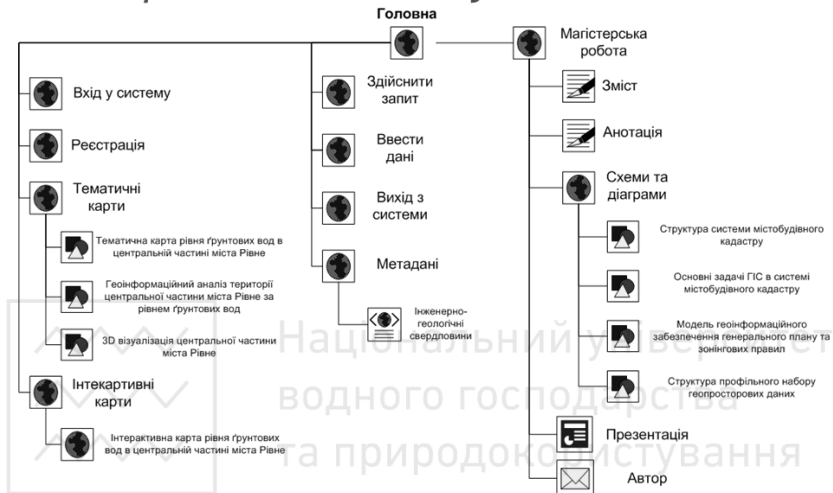 Головна
Вхід у систему
Реєстрація
Тематичні
карти
Тематична карта рівня ґрунтових вод в
центральній частині міста Рівне
Геоінформаційний аналіз території
центральної частини міста Рівне за
рівнем ґрунтових вод
3D візуалізація центральної частини
міста Рівне
Інтекартивні
карти
Інтерактивна карта рівня ґрунтових
вод в центральній частині міста Рівне
Здійснити
запит
Ввести
дані
Вихід з
системи
Метадані
Інженерно-
геологічні
свердловини
Магістерська
робота
Зміст
Анотація
Схеми та
діаграми
Структура системи містобудівного
кадастру
Основні задачі ГІС в системі
містобудівного кадастру
Модель геоінформаційного
забезпечення генерального плану та
зонінгових правил
Структура профільного набору
геопросторових даних
Презентація
Автор
Національний університет
водного господарства
та природокористування